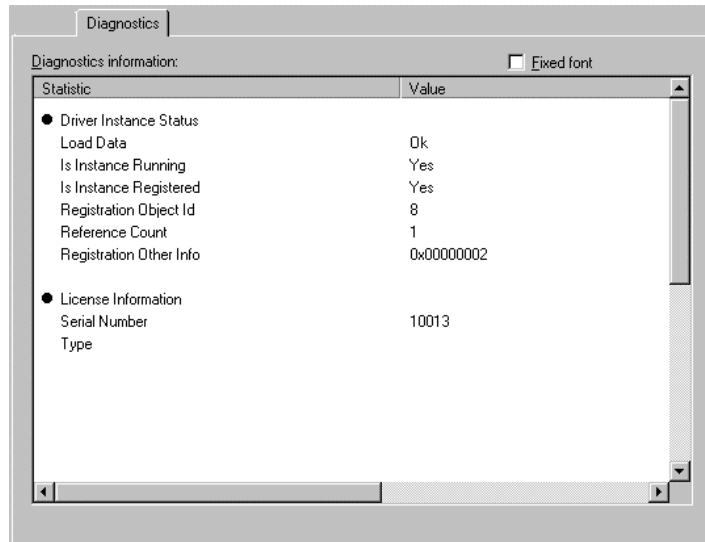 Diagnostics
Diagnostics information: Fixed font
Statistic Value
Driver Instance Status
Load Data Ok
Is Instance Running Yes
Is Instance Registered Yes
Registration Object Id 8
Reference Count 1
Registration Other Info 0x00000002
License Information
Serial Number 10013
Type